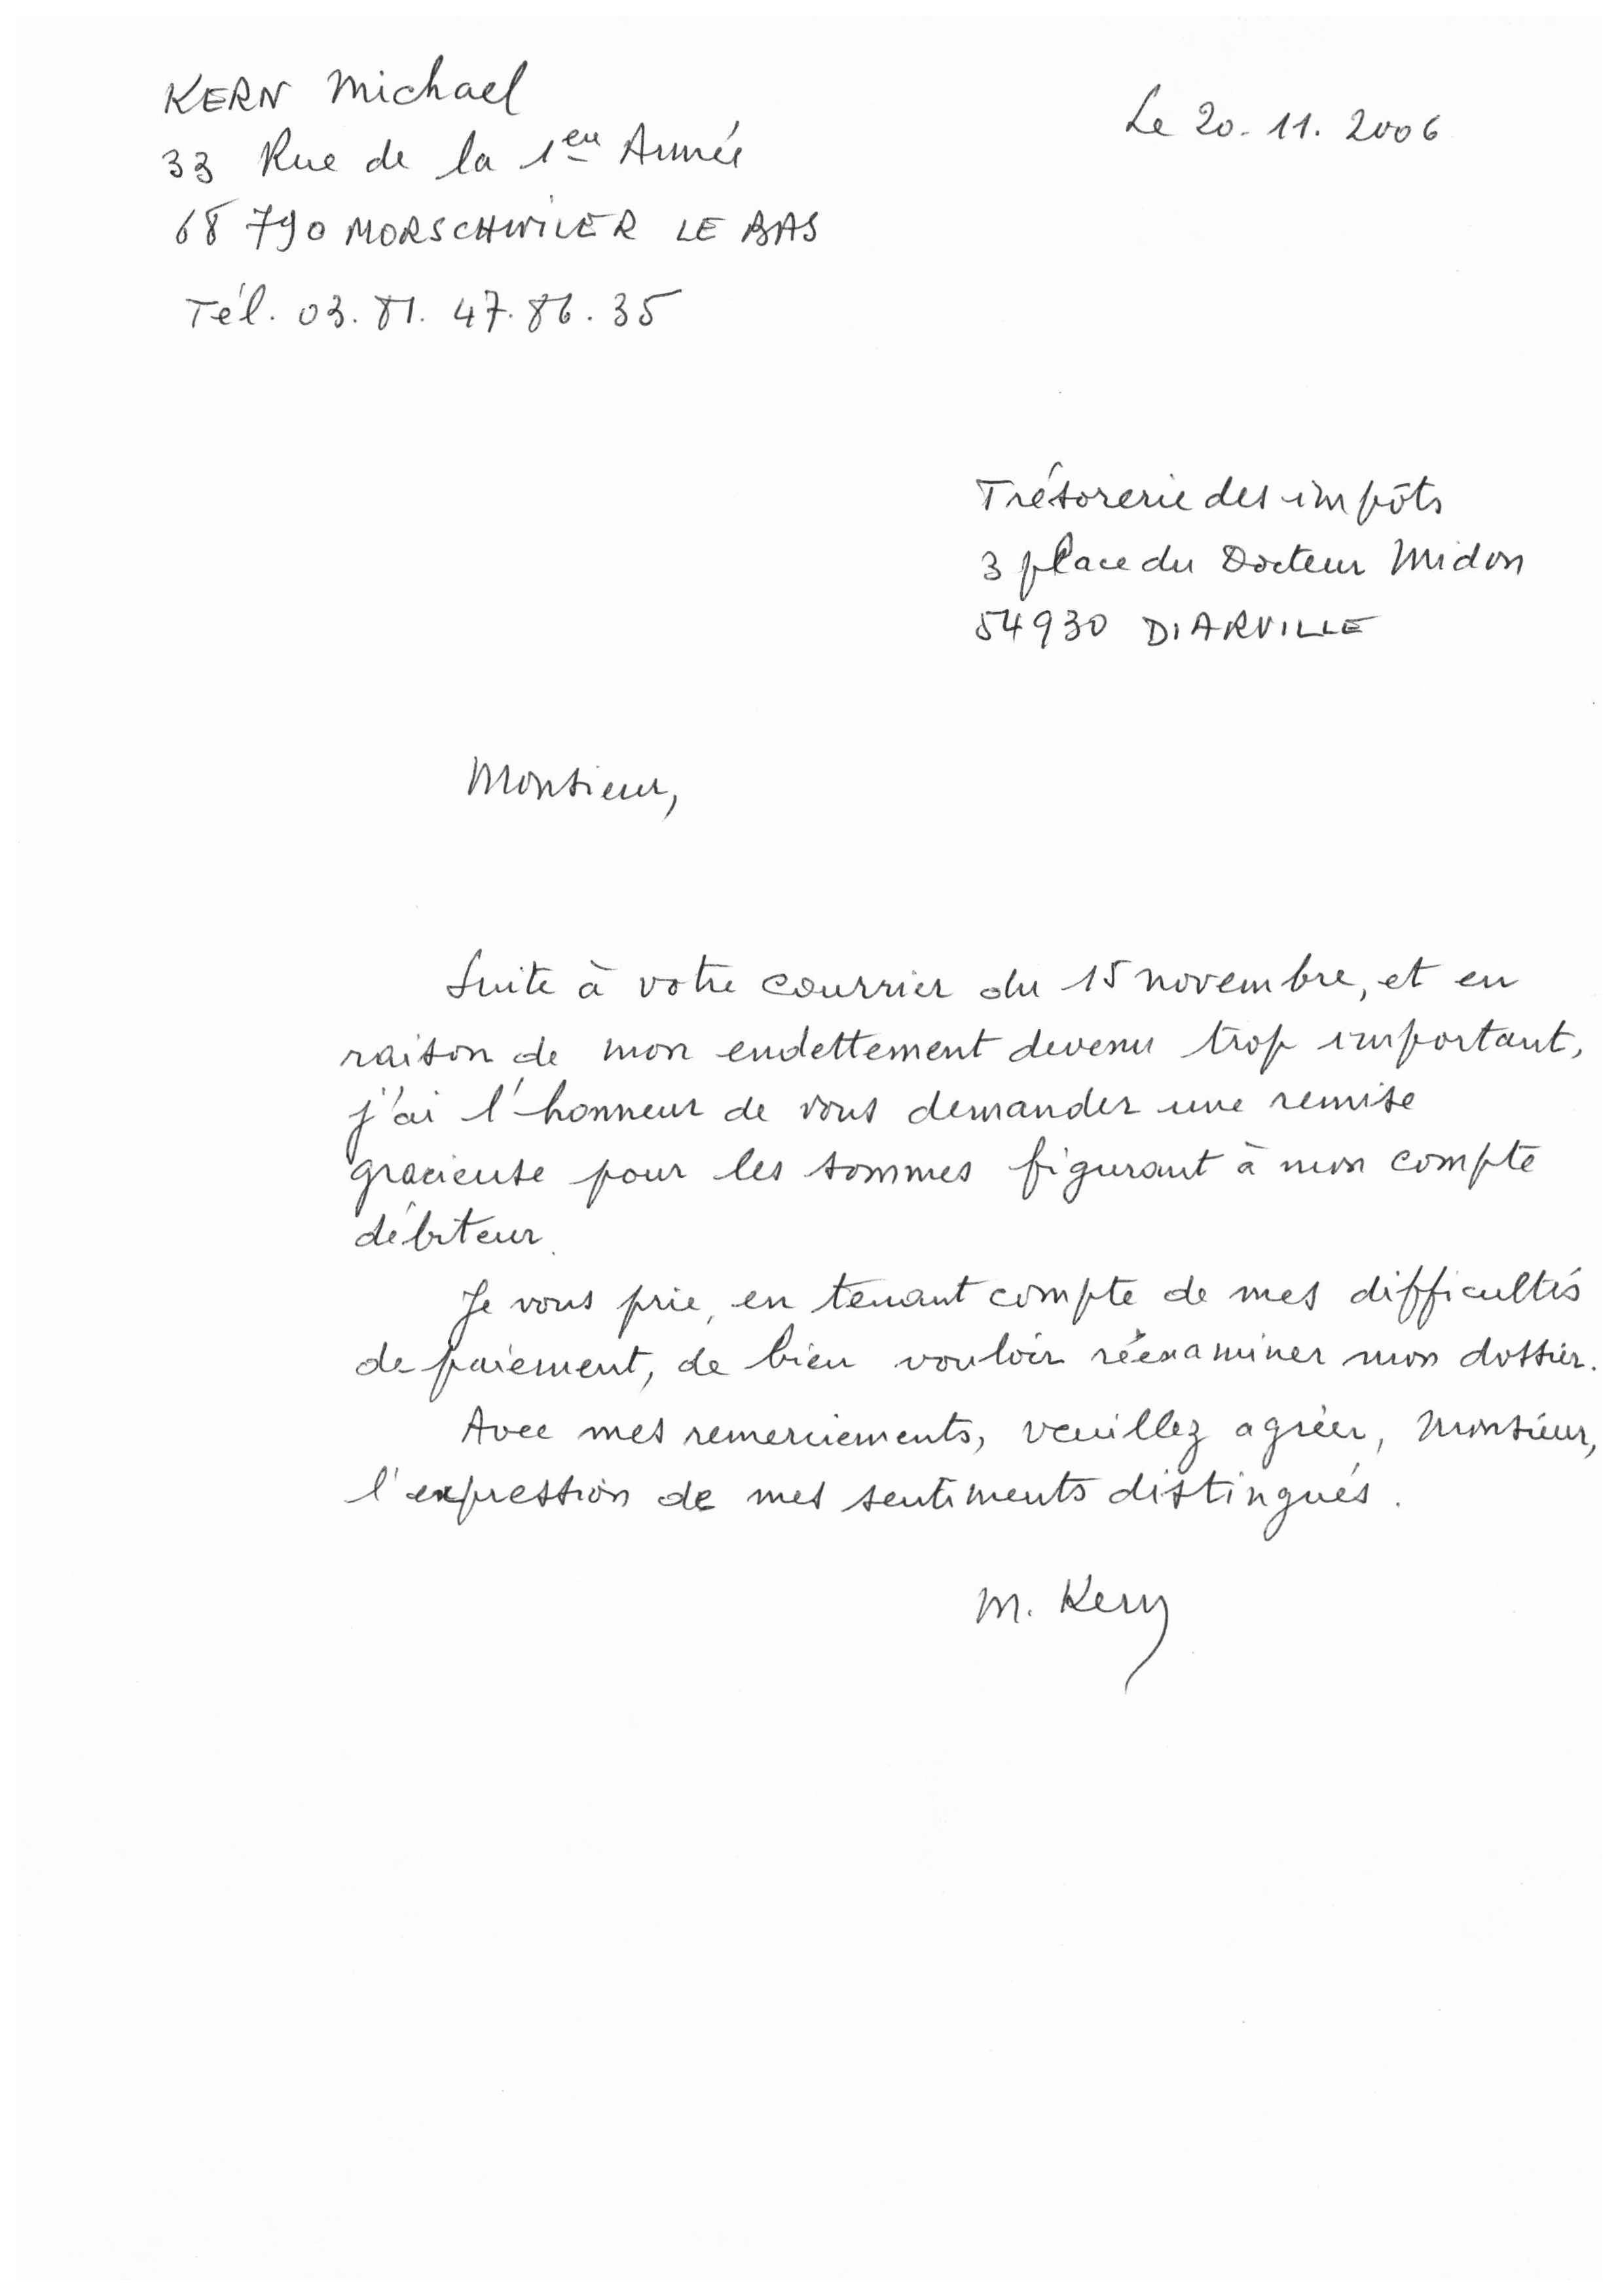 KERN Michael
Le 20.11.2006
33 Rue de la 1ère Armée
68 790 MORSCHWILER LE BAS
Tél. 03.81.47.86.35
Trésorerie des impôts
3 place du Docteur Midon
54930 DIARVILLE
Monsieur,
Suite à votre courrier du 15 novembre, et en
raison de mon endettement devenu trop important,
j'ai l'honneur de vous demander une remise
gracieuse pour les sommes figurant à mon compte
débiteur.
Je vous prie, en tenant compte de mes difficultés
de paiement, de bien vouloir réexaminer mon dossier.
Avec mes remerciements, veuillez agréer, Monsieur,
l'expression de mes sentiments distingués.
M. Kern